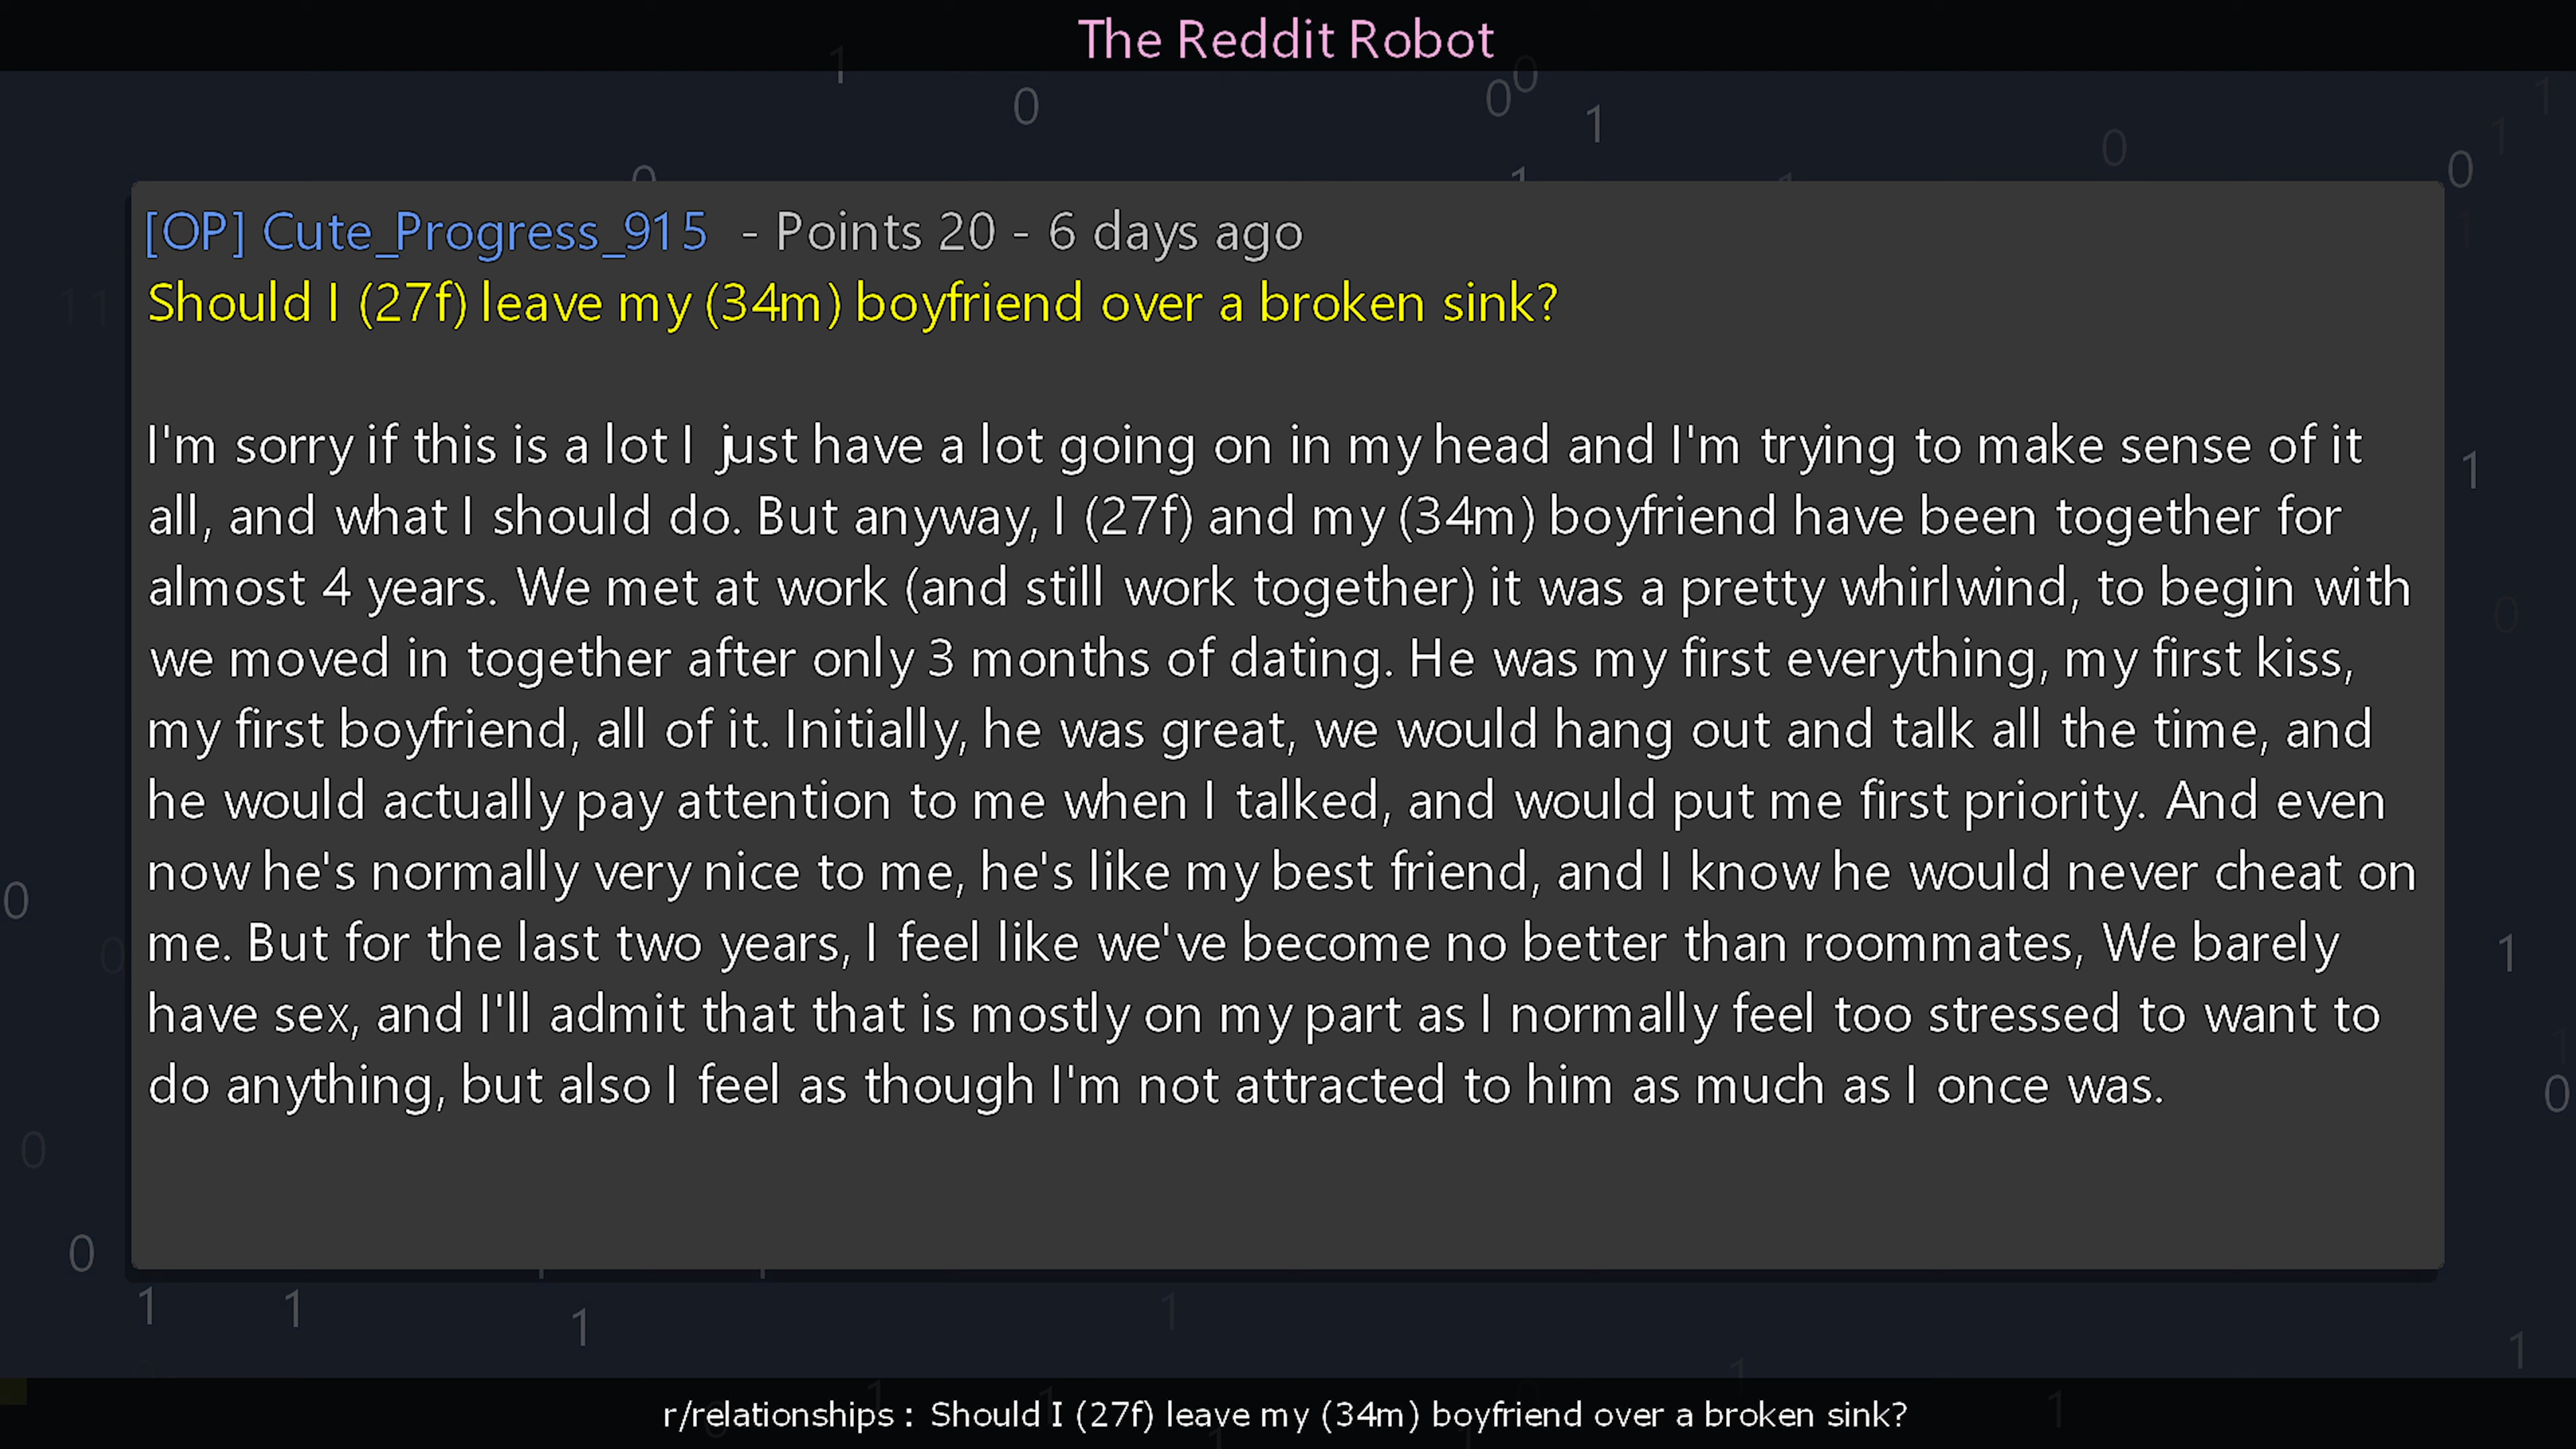 The Reddit Robot
[OP] Cute_Progress_915 - Points 20 - 6 days ago
Should I (27f) leave my (34m) boyfriend over a broken sink?
I'm sorry if this is a lot I just have a lot going on in my head and I'm trying to make sense of it
all, and what I should do. But anyway, I (27f) and my (34m) boyfriend have been together for
almost 4 years. We met at work (and still work together) it was a pretty whirlwind, to begin with
we moved in together after only 3 months of dating. He was my first everything, my first kiss,
my first boyfriend, all of it. Initially, he was great, we would hang out and talk all the time, and
he would actually pay attention to me when I talked, and would put me first priority. And even
now he's normally very nice to me, he's like my best friend, and I know he would never cheat on
me. But for the last two years, I feel like we've become no better than roommates, We barely
have sex, and I'll admit that that is mostly on my part as I normally feel too stressed to want to
do anything, but also I feel as though I'm not attracted to him as much as I once was.
r/relationships : Should I (27f) leave my (34m) boyfriend over a broken sink?